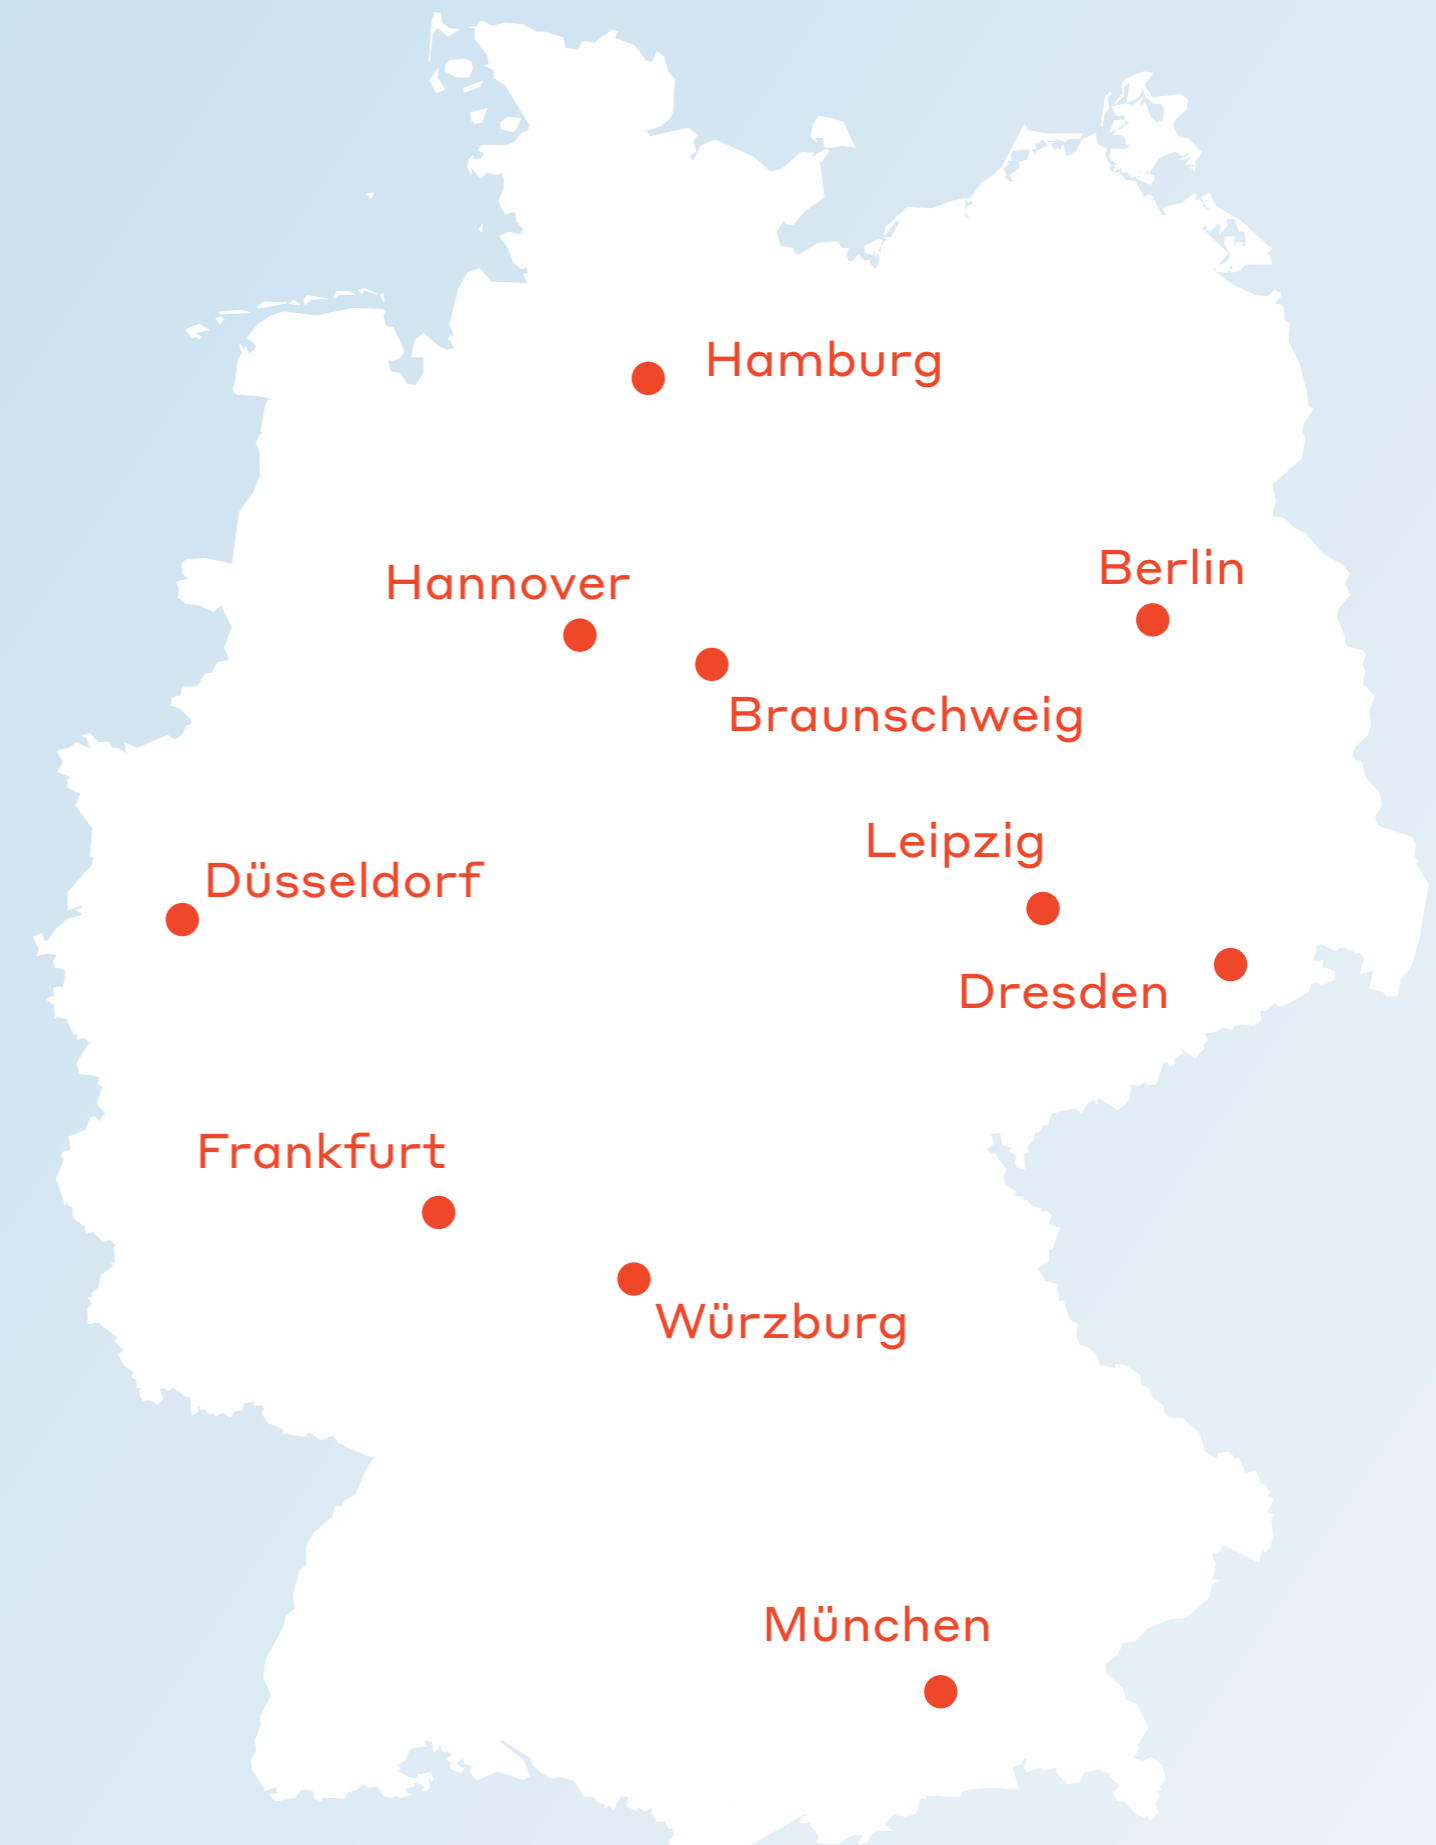 Hamburg
Berlin
Hannover
Braunschweig
Leipzig
Düsseldorf
Dresden
Frankfurt
Würzburg
München